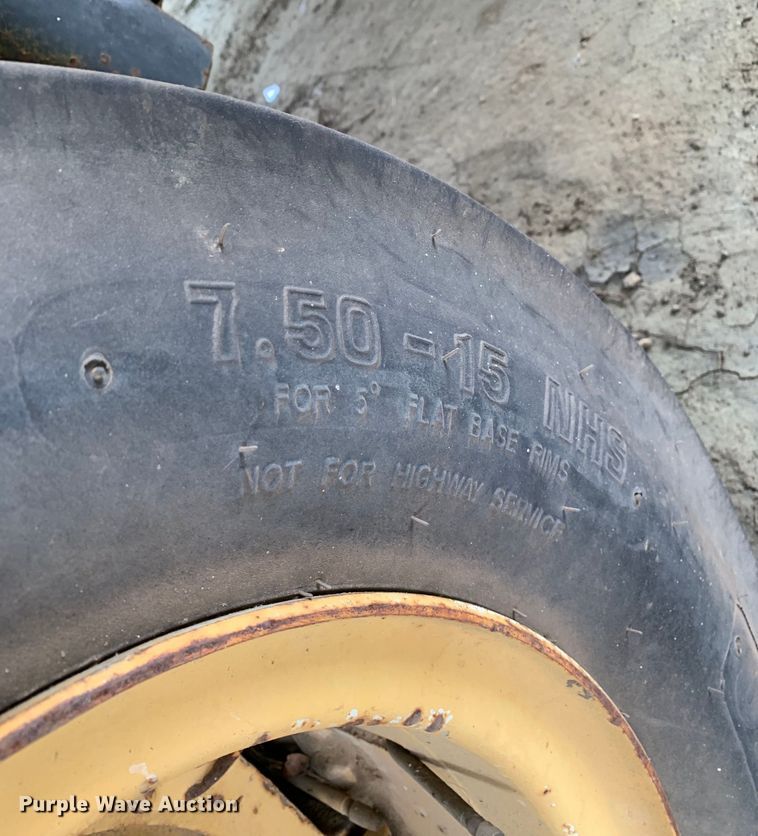 7.50-15 NHS
FOR 5° FLAT BASE RIMS
NOT FOR HIGHWAY SERVICE
Purple Wave Auction